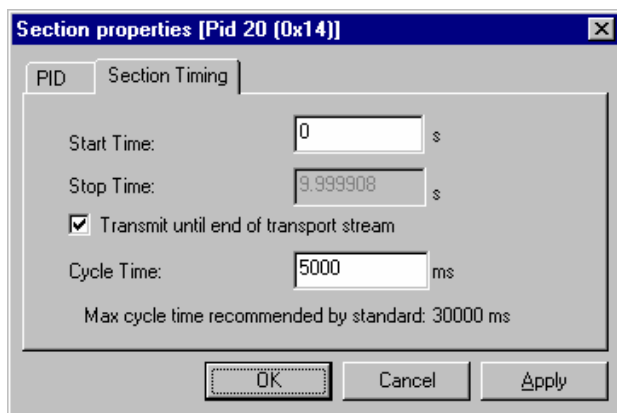 Section properties [Pid 20 (0x14)]
PID Section Timing
Start Time: 0 s
Stop Time: 9.999908 s
Transmit until end of transport stream
Cycle Time: 5000 ms
Max cycle time recommended by standard: 30000 ms
OK Cancel Apply